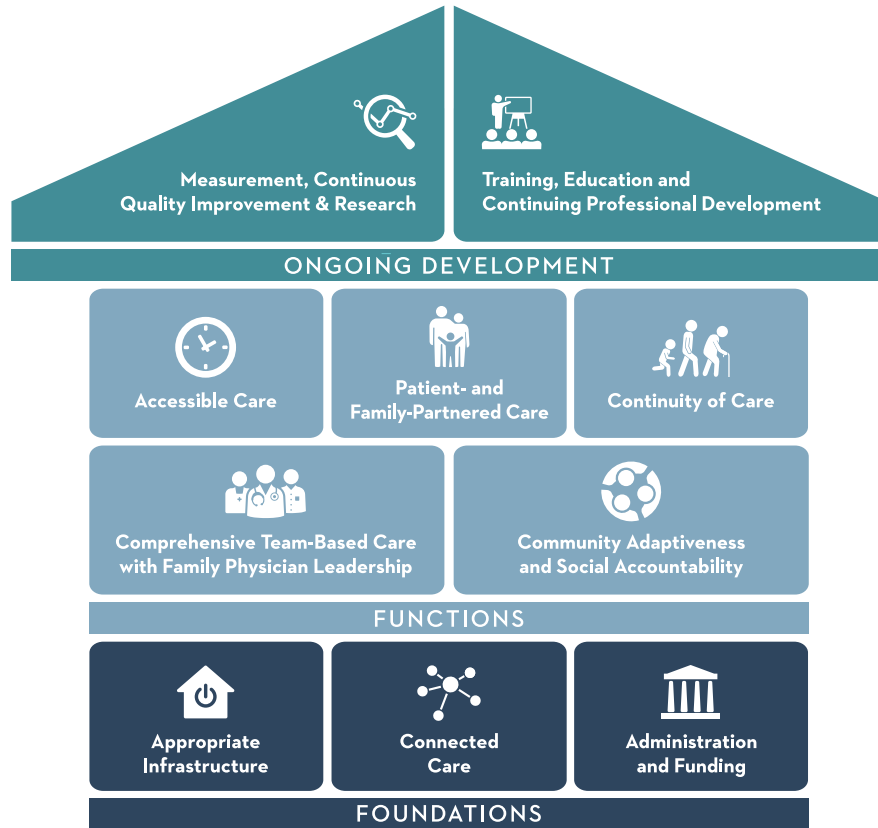 Measurement, Continuous
Quality Improvement & Research
Training, Education and
Continuing Professional Development
ONGOING DEVELOPMENT
Accessible Care
Patient- and
Family-Partnered Care
Continuity of Care
Comprehensive Team-Based Care
with Family Physician Leadership
Community Adaptiveness
and Social Accountability
FUNCTIONS
Appropriate
Infrastructure
Connected
Care
Administration
and Funding
FOUNDATIONS